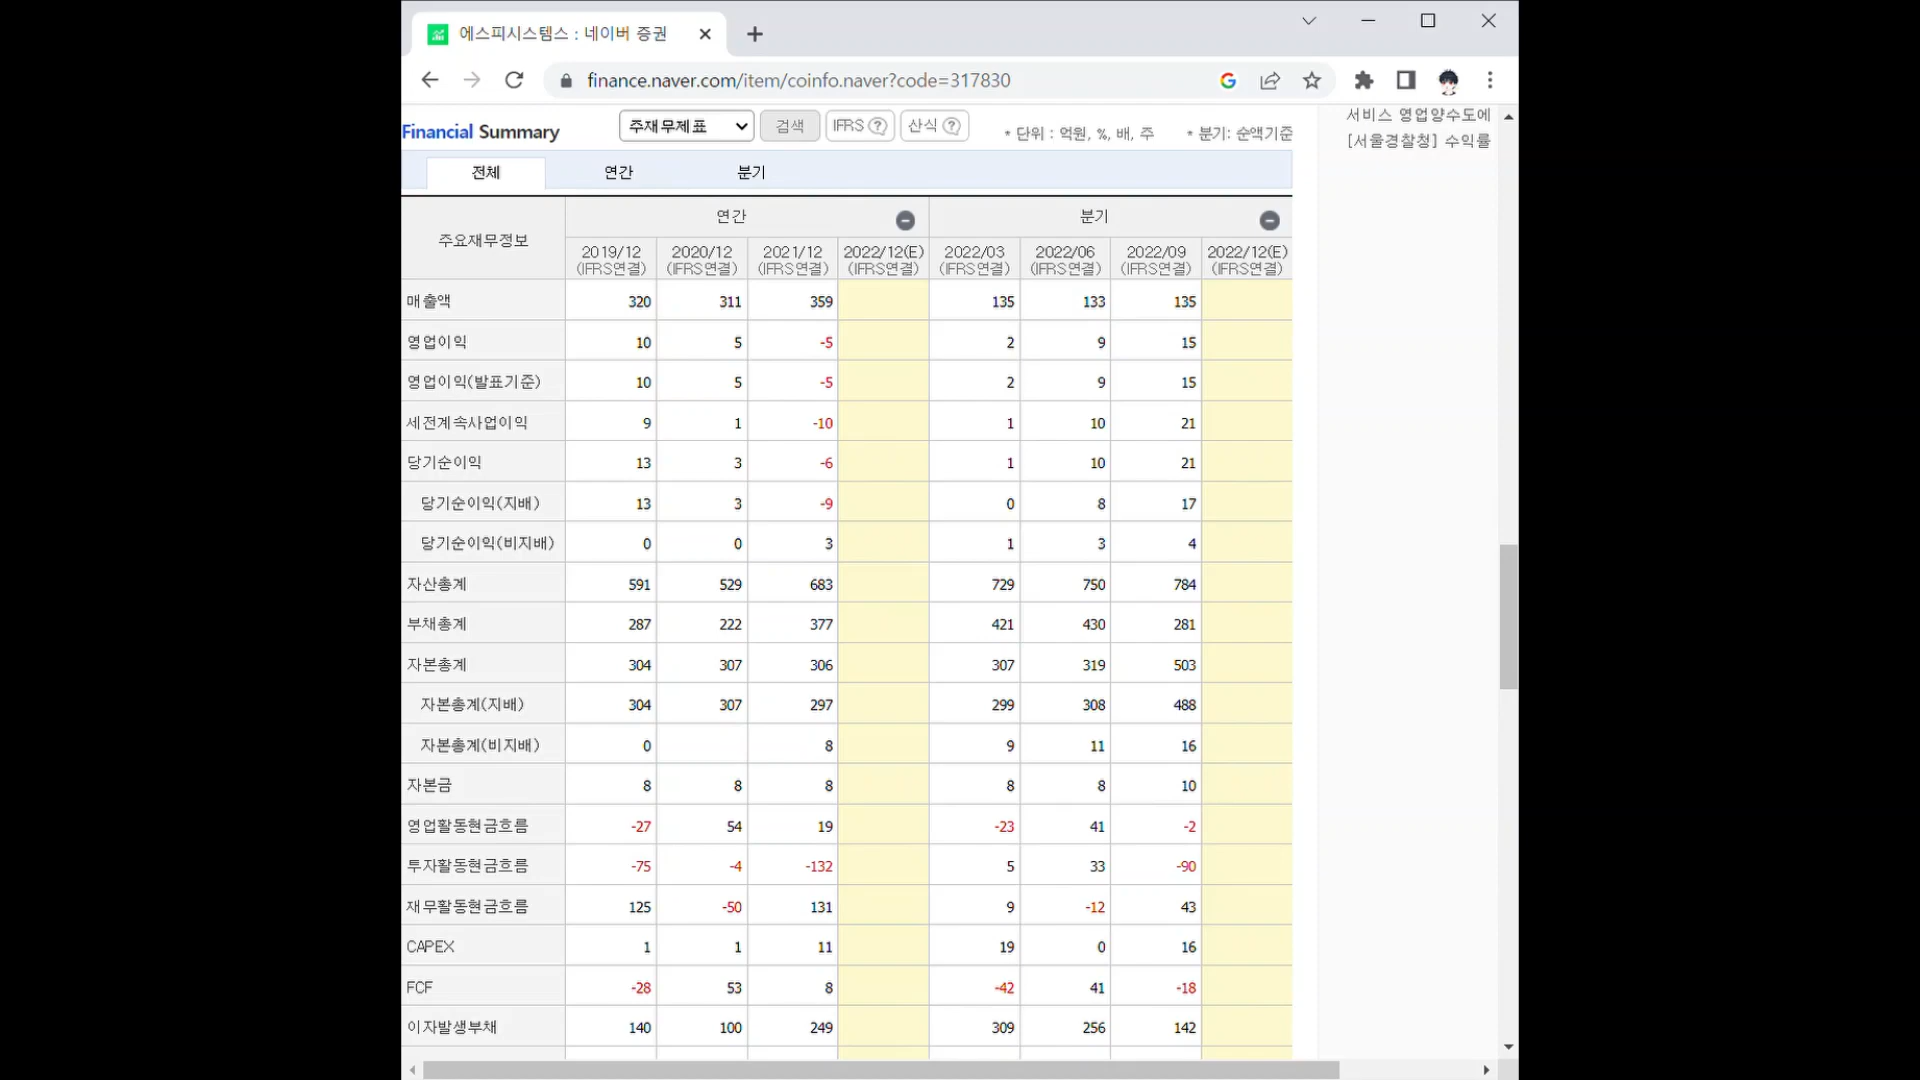 에스피시스템스 : 네이버 증권
finance.naver.com/item/coinfo.naver?code=317830
서비스 영업양수도에
[서울경찰청] 수익률
Financial Summary 주재무제표 검색 IFRS ? 산식 ? * 단위 : 억원, %, 배, 주 * 분기: 순액기준
전체 연간 분기
주요재무정보 연간 분기
2019/12 2020/12 2021/12 2022/12(E) 2022/03 2022/06 2022/09 2022/12(E)
(IFRS연결) (IFRS연결) (IFRS연결) (IFRS연결) (IFRS연결) (IFRS연결) (IFRS연결) (IFRS연결)
매출액 320 311 359 135 133 135
영업이익 10 5 -5 2 9 15
영업이익(발표기준) 10 5 -5 2 9 15
세전계속사업이익 9 1 -10 1 10 21
당기순이익 13 3 -6 1 10 21
당기순이익(지배) 13 3 -9 0 8 17
당기순이익(비지배) 0 0 3 1 3 4
자산총계 591 529 683 729 750 784
부채총계 287 222 377 421 430 281
자본총계 304 307 306 307 319 503
자본총계(지배) 304 307 297 299 308 488
자본총계(비지배) 0 8 9 11 16
자본금 8 8 8 8 8 10
영업활동현금흐름 -27 54 19 -23 41 -2
투자활동현금흐름 -75 -4 -132 5 33 -90
재무활동현금흐름 125 -50 131 9 -12 43
CAPEX 1 1 11 19 0 16
FCF -28 53 8 -42 41 -18
이자발생부채 140 100 249 309 256 142